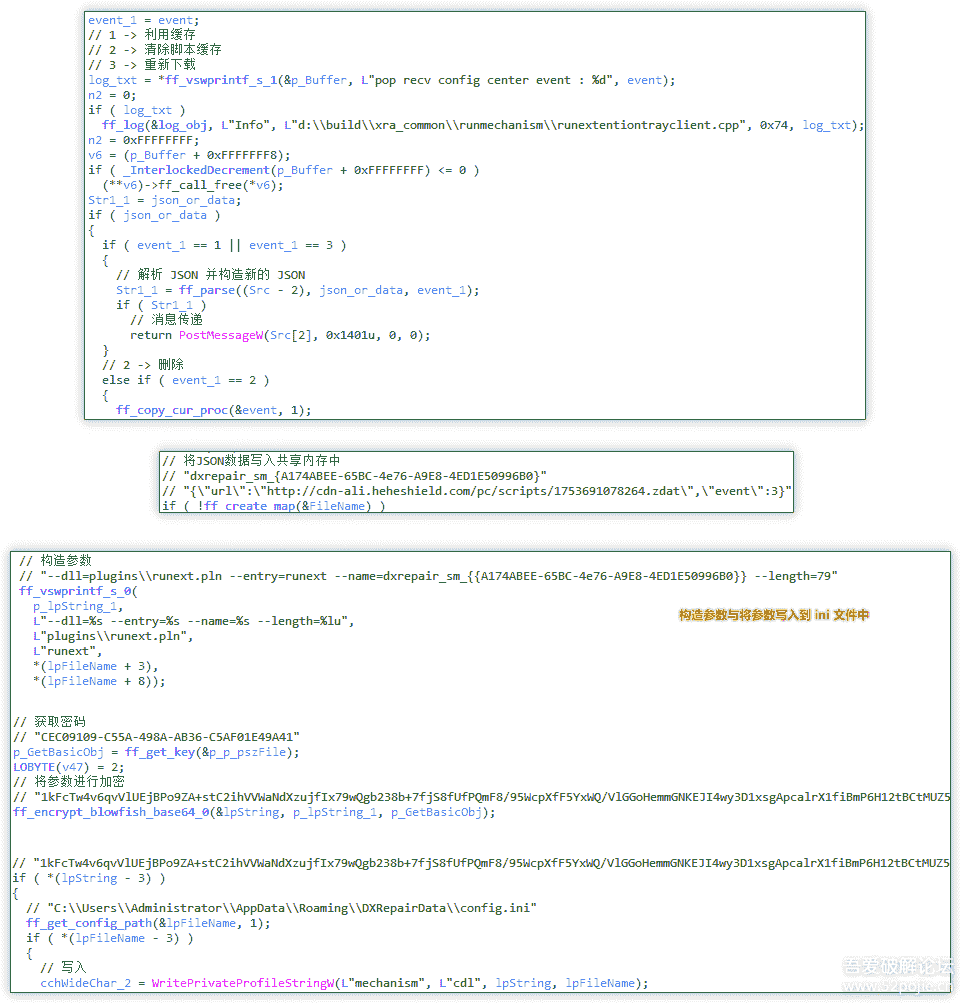 event_1 = event;
// 1 -> 利用缓存
// 2 -> 清除脚本缓存
// 3 -> 重新下载
log_txt = *ff_vswprintf_s_1(&p_Buffer, L"pop recv config center event : %d", event);
n2 = 0;
if ( log_txt )
  ff_log(&log_obj, L"Info", L"d:\\build\\xra_common\\runmechanism\\runextentiontrayclient.cpp", 0x74, log_txt);
n2 = 0xFFFFFFFF;
v6 = (p_Buffer + 0xFFFFFFF8);
if ( _InterlockedDecrement(p_Buffer + 0xFFFFFFFF) <= 0 )
  (**v6)->ff_call_free(*v6);
Str1_1 = json_or_data;
if ( json_or_data )
{
  if ( event_1 == 1 || event_1 == 3 )
  {
    // 解析 JSON 并构造新的 JSON
    Str1_1 = ff_parse((Src - 2), json_or_data, event_1);
    if ( Str1_1 )
      // 消息传递
      return PostMessageW(Src[2], 0x1401u, 0, 0);
  }
  // 2 -> 删除
  else if ( event_1 == 2 )
  {
    ff_copy_cur_proc(&event, 1);
// 将JSON数据写入共享内存中
// "dxrepair_sm_{A174ABEE-65BC-4e76-A9E8-4ED1E50996B0}"
// "{\"url\":\"http://cdn-ali.heheshield.com/pc/scripts/1753691078264.zdat\",\"event\":3}"
if ( !ff_create_map(&FileName) )
// 构造参数
// "--dll=plugins\\runext.pln --entry=runext --name=dxrepair_sm_{{A174ABEE-65BC-4e76-A9E8-4ED1E50996B0}} --length=79"
ff_vswprintf_s_0(
  p_lpString_1,
  L"--dll=%s --entry=%s --name=%s --length=%lu",
  L"plugins\\runext.pln",
  L"runext",
  *(lpFileName + 3),
  *(lpFileName + 8));
构造参数与将参数写入到 ini 文件中
// 获取密码
// "CEC09109-C55A-498A-AB36-C5AF01E49A41"
p_GetBasicObj = ff_get_key(&p_p_pszFile);
LOBYTE(v47) = 2;
// 将参数进行加密
// "1kFcTw4v6qvVlUEjBPo9ZA+stC2ihVVWaNdXzujfIx79wQgb238b+7fjS8fUfPQmF8/95WcpXfF5YxWQ/VlGGoHemmGNKEJI4wy3D1xsgApcalrX1fiBmP6H12tBCtMUZ5
ff_encrypt_blowfish_base64_0(&lpString, p_lpString_1, p_GetBasicObj);
// "1kFcTw4v6qvVlUEjBPo9ZA+stC2ihVVWaNdXzujfIx79wQgb238b+7fjS8fUfPQmF8/95WcpXfF5YxWQ/VlGGoHemmGNKEJI4wy3D1xsgApcalrX1fiBmP6H12tBCtMUZ5
if ( *(lpString - 3) )
{
  // "C:\\Users\\Administrator\\AppData\\Roaming\\DXRepairData\\config.ini"
  ff_get_config_path(&lpFileName, 1);
  if ( *(lpFileName - 3) )
  {
    // 写入
    cchWideChar_2 = WritePrivateProfileStringW(L"mechanism", L"cdl", lpString, lpFileName);
吾爱破解论坛
www.52pojie.cn